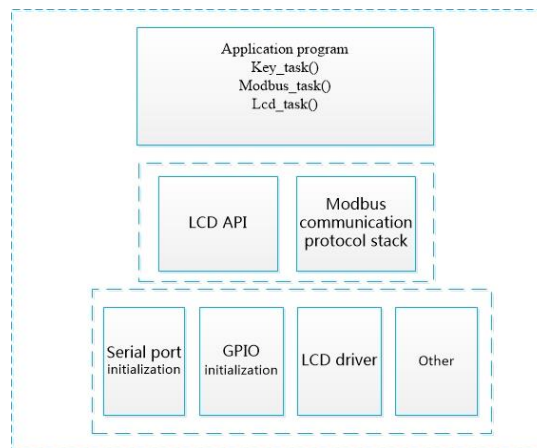 Application program
Key_task()
Modbus_task()
Lcd_task()
LCD API
Modbus
communication
protocol stack
Serial port
initialization
GPIO
initialization
LCD driver
Other